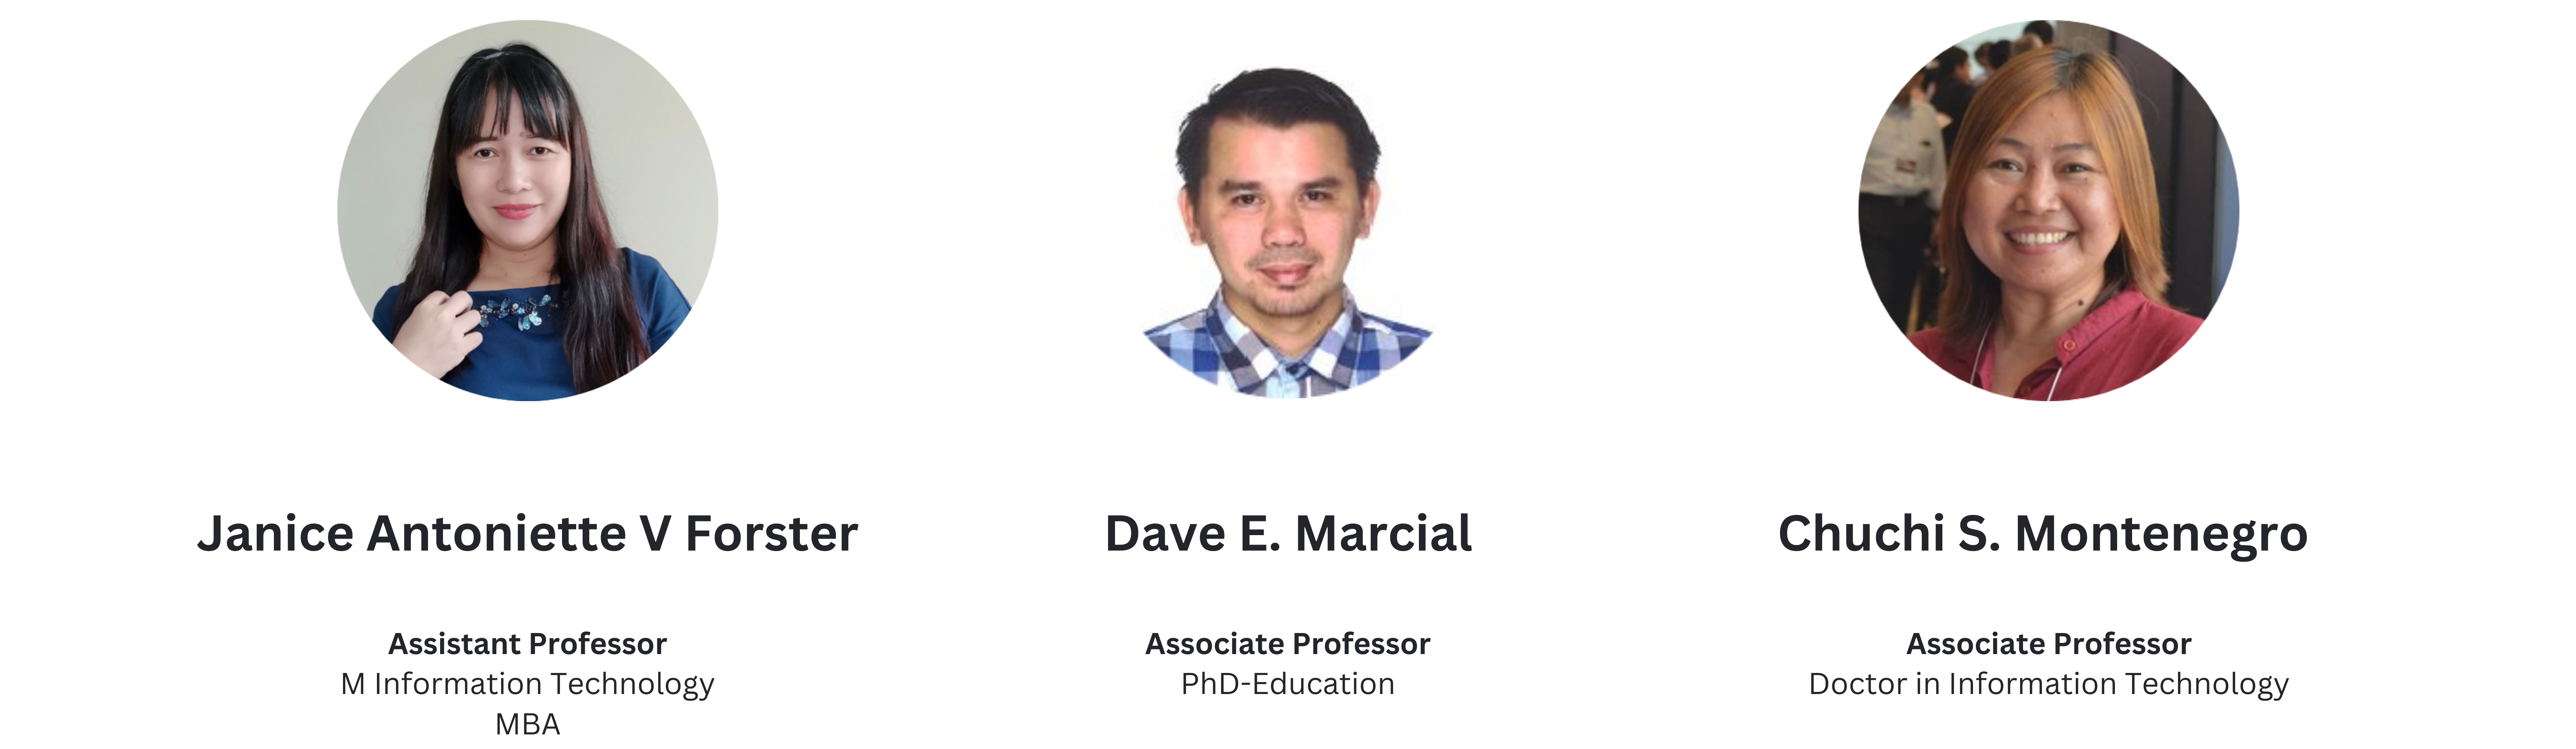 Janice Antoniette V Forster
Assistant Professor
M Information Technology
MBA
Dave E. Marcial
Associate Professor
PhD-Education
Chuchi S. Montenegro
Associate Professor
Doctor in Information Technology